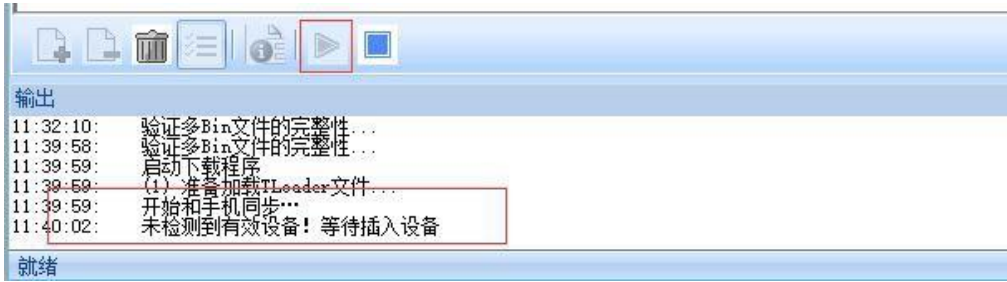 输出
11:32:10: 验证多Bin文件的完整性...
11:39:58: 验证多Bin文件的完整性...
11:39:59: 启动下载程序
11:39:59: (1) 准备加载TLoader文件...
11:39:59: 开始和手机同步…
11:40:02: 未检测到有效设备！等待插入设备
就绪